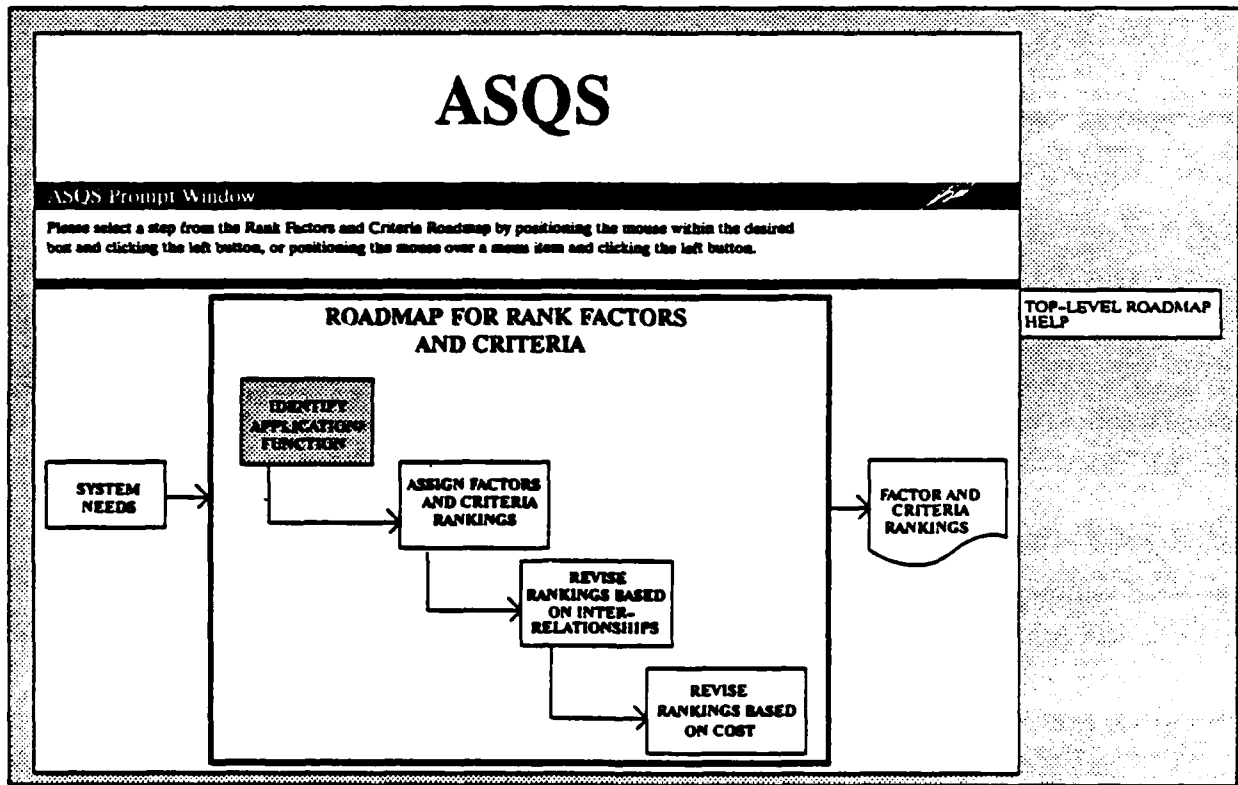 ASQS
ASQS Prompt Window
Please select a step from the Rank Factors and Criteria Roadmap by positioning the mouse within the desired
box and clicking the left button, or positioning the mouse over a menu item and clicking the left button.
TOP-LEVEL ROADMAP
HELP
ROADMAP FOR RANK FACTORS
AND CRITERIA
SYSTEM
NEEDS
IDENTIFY
APPLICATION/
FUNCTION
ASSIGN FACTORS
AND CRITERIA
RANKINGS
REVISE
RANKINGS BASED
ON INTER-
RELATIONSHIPS
REVISE
RANKINGS BASED
ON COST
FACTOR AND
CRITERIA
RANKINGS